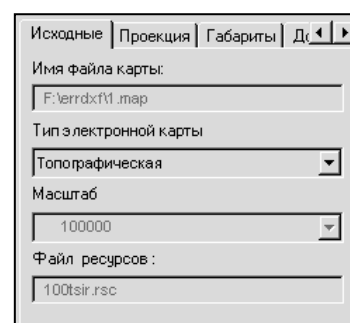 Исходные Проекция Габариты
Имя файла карты:
F:\errdxf\1.map
Тип электронной карты
Топографическая
Масштаб
100000
Файл ресурсов :
100tsir.rsc